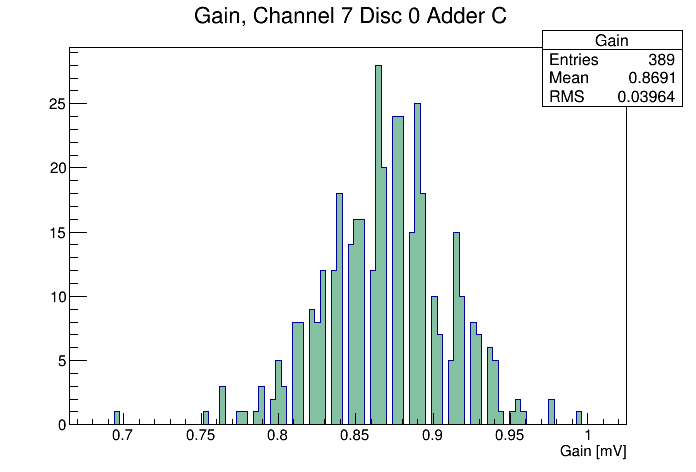 Gain, Channel 7 Disc 0 Adder C
Gain
Entries 389
Mean 0.8691
RMS 0.03964
25
20
15
10
5
0
0.7 0.75 0.8 0.85 0.9 0.95 1
Gain [mV]